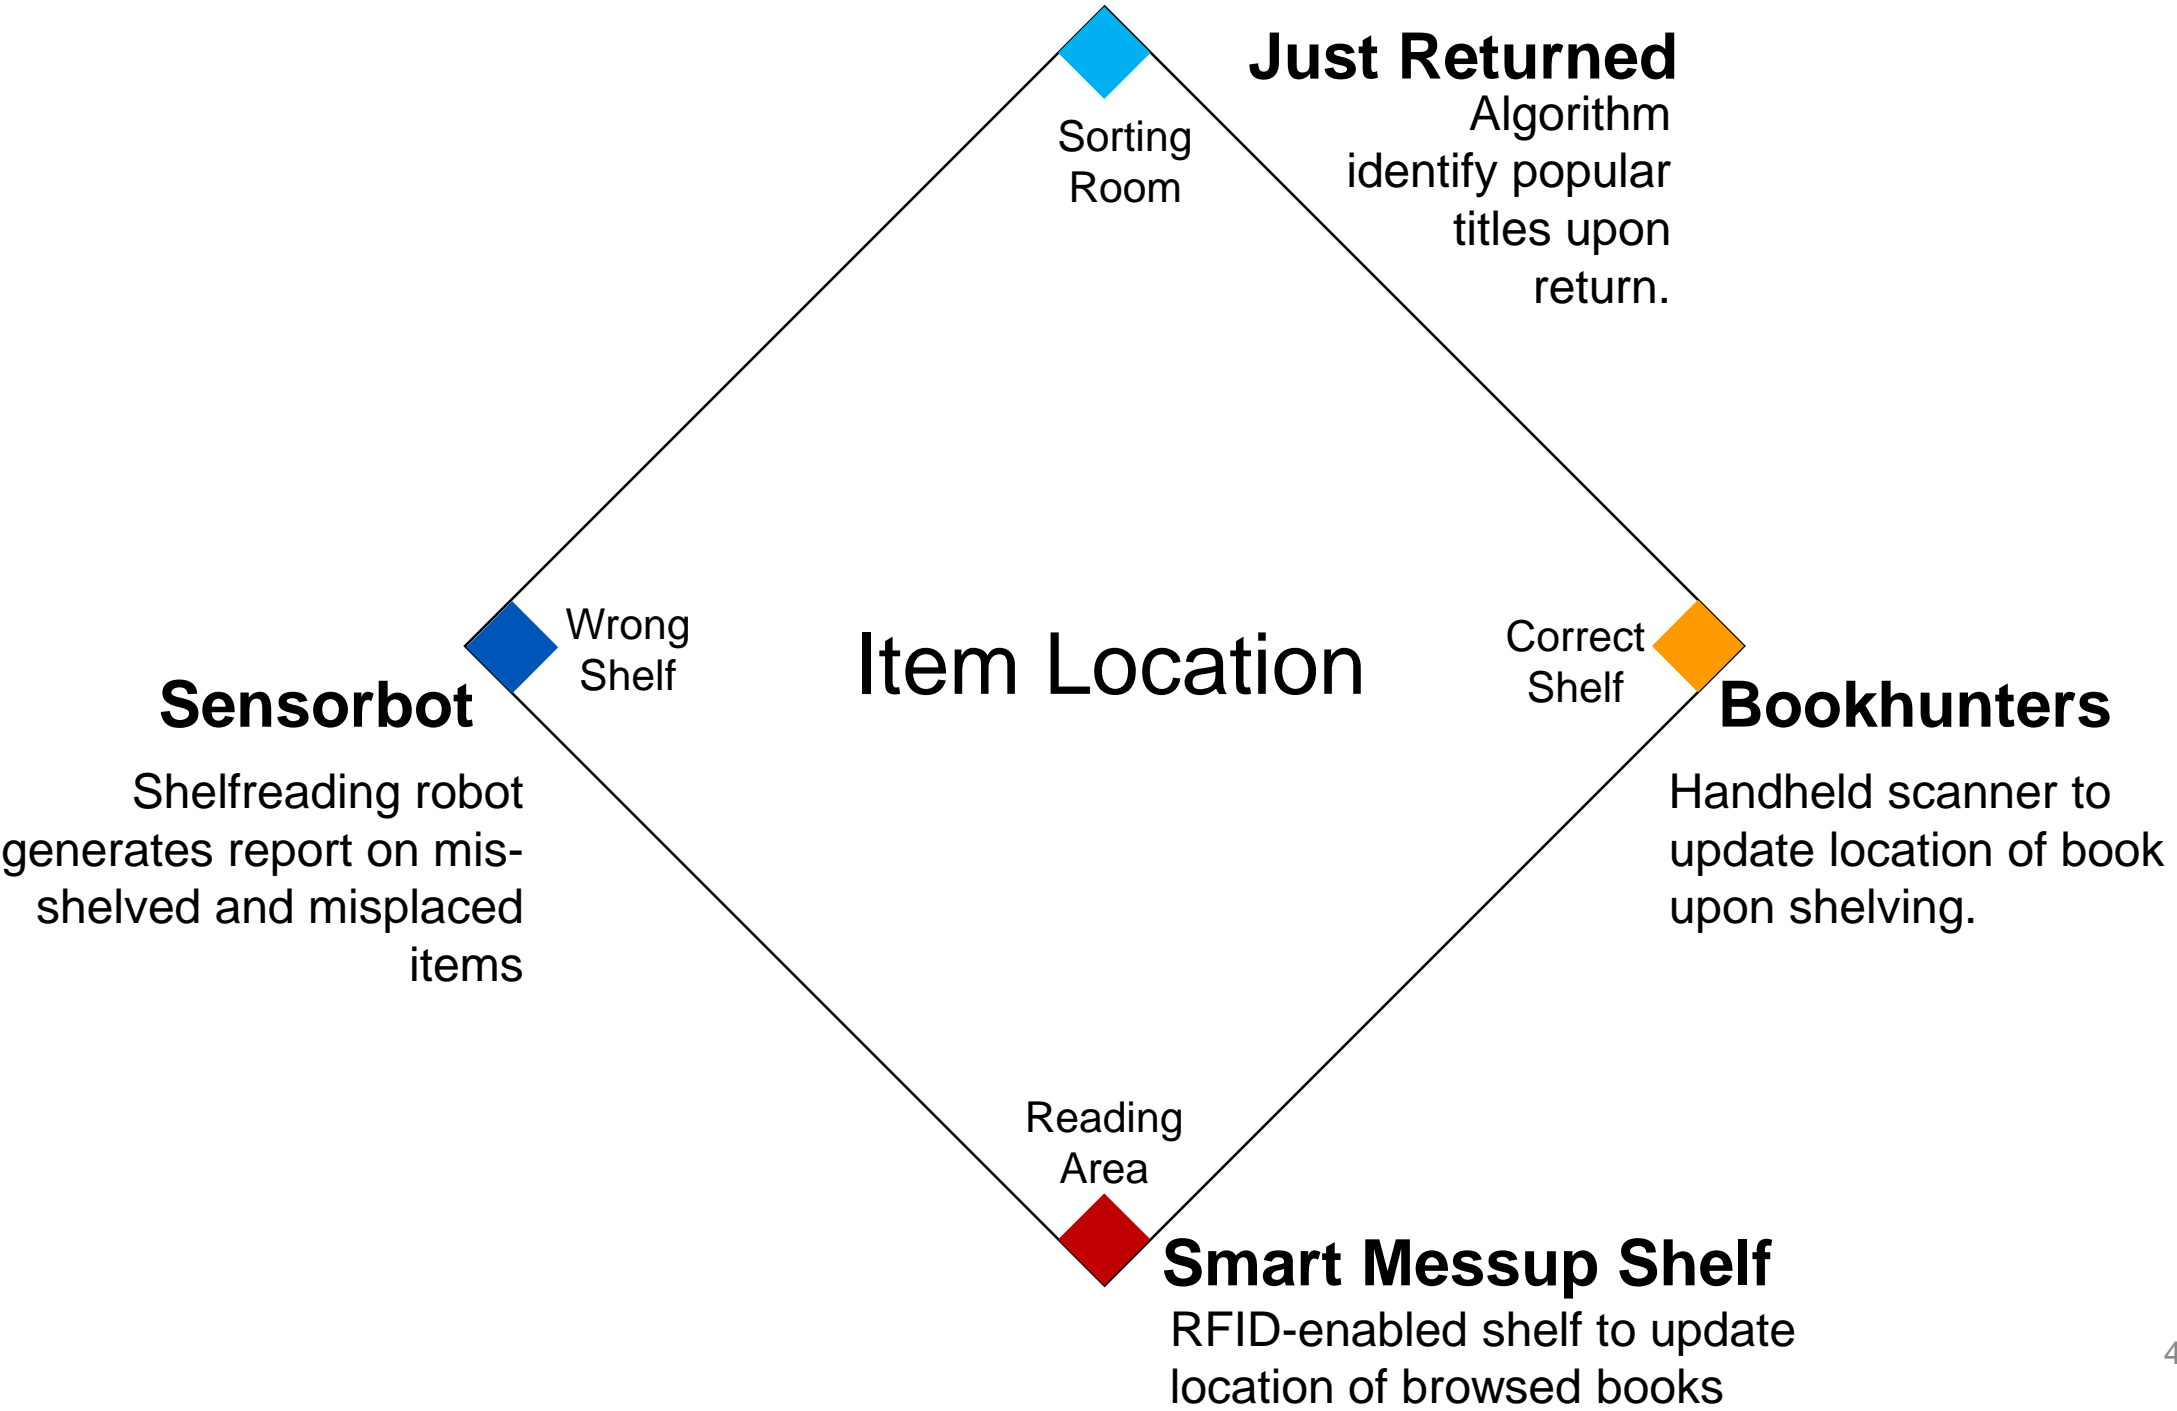 Just Returned
Algorithm
identify popular
titles upon
return.
Sorting
Room
Wrong
Shelf
Item Location
Correct
Shelf
Sensorbot
Shelfreading robot
generates report on mis-
shelved and misplaced
items
Bookhunters
Handheld scanner to
update location of book
upon shelving.
Reading
Area
Smart Messup Shelf
RFID-enabled shelf to update
location of browsed books
4